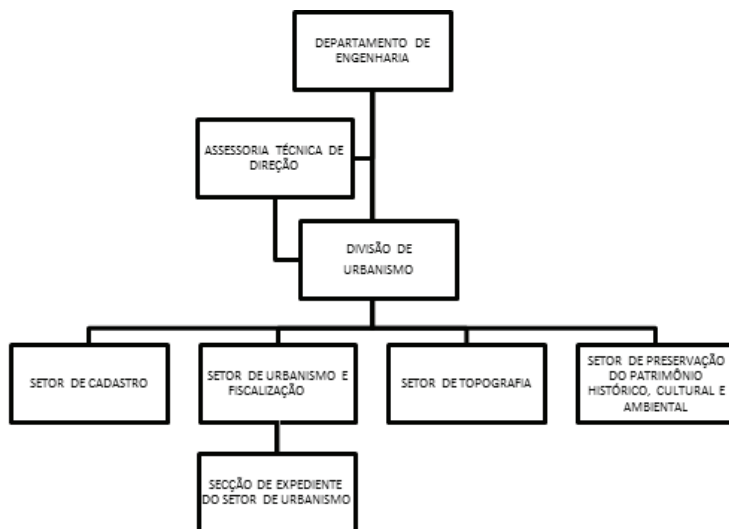 DEPARTAMENTO DE
ENGENHARIA
ASSESSORIA TÉCNICA DE
DIREÇÃO
DIVISÃO DE
URBANISMO
SETOR DE CADASTRO
SETOR DE URBANISMO E
FISCALIZAÇÃO
SETOR DE TOPOGRAFIA
SETOR DE PRESERVAÇÃO
DO PATRIMÔNIO
HISTÓRICO, CULTURAL E
AMBIENTAL
SECÇÃO DE EXPEDIENTE
DO SETOR DE URBANISMO